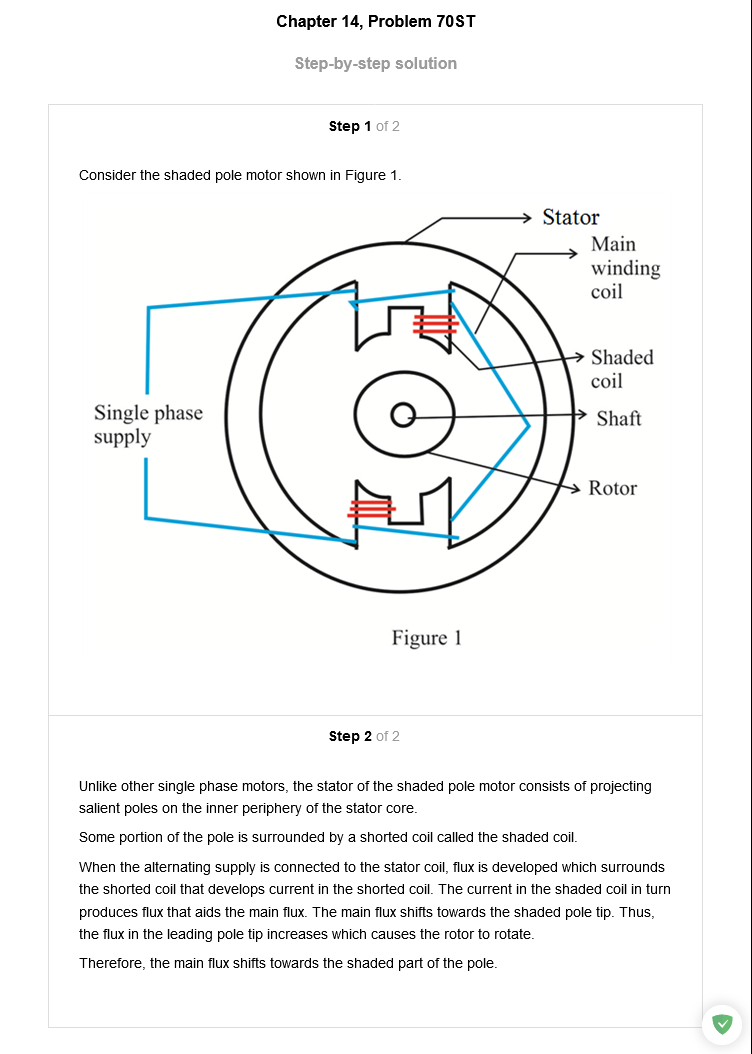 Chapter 14, Problem 70ST
Step-by-step solution
Step 1 of 2
Consider the shaded pole motor shown in Figure 1.
Stator
Main
winding
coil
Shaded
coil
Single phase
supply
Shaft
Rotor
Figure 1
Step 2 of 2
Unlike other single phase motors, the stator of the shaded pole motor consists of projecting
salient poles on the inner periphery of the stator core.
Some portion of the pole is surrounded by a shorted coil called the shaded coil.
When the alternating supply is connected to the stator coil, flux is developed which surrounds
the shorted coil that develops current in the shorted coil. The current in the shaded coil in turn
produces flux that aids the main flux. The main flux shifts towards the shaded pole tip. Thus,
the flux in the leading pole tip increases which causes the rotor to rotate.
Therefore, the main flux shifts towards the shaded part of the pole.